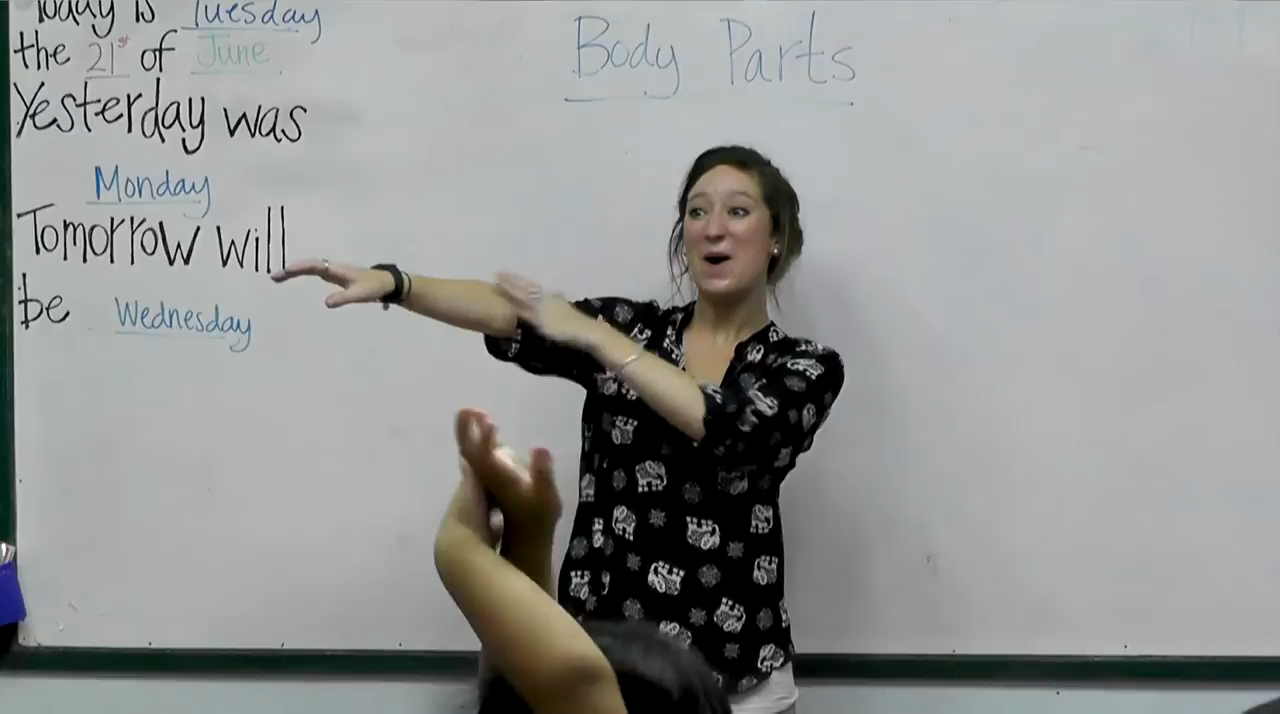 Today is Tuesday
the 21st of June
Yesterday was
Monday
Tomorrow will
be Wednesday
Body Parts